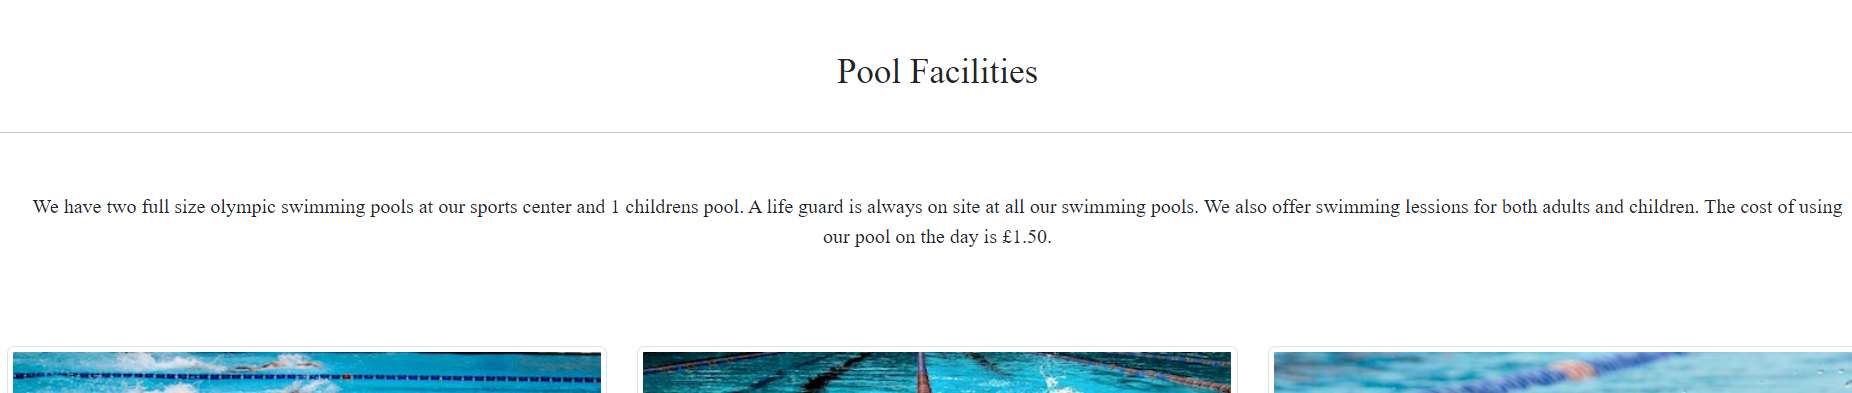 Pool Facilities
We have two full size olympic swimming pools at our sports center and 1 childrens pool. A life guard is always on site at all our swimming pools. We also offer swimming lessions for both adults and children. The cost of using
our pool on the day is £1.50.